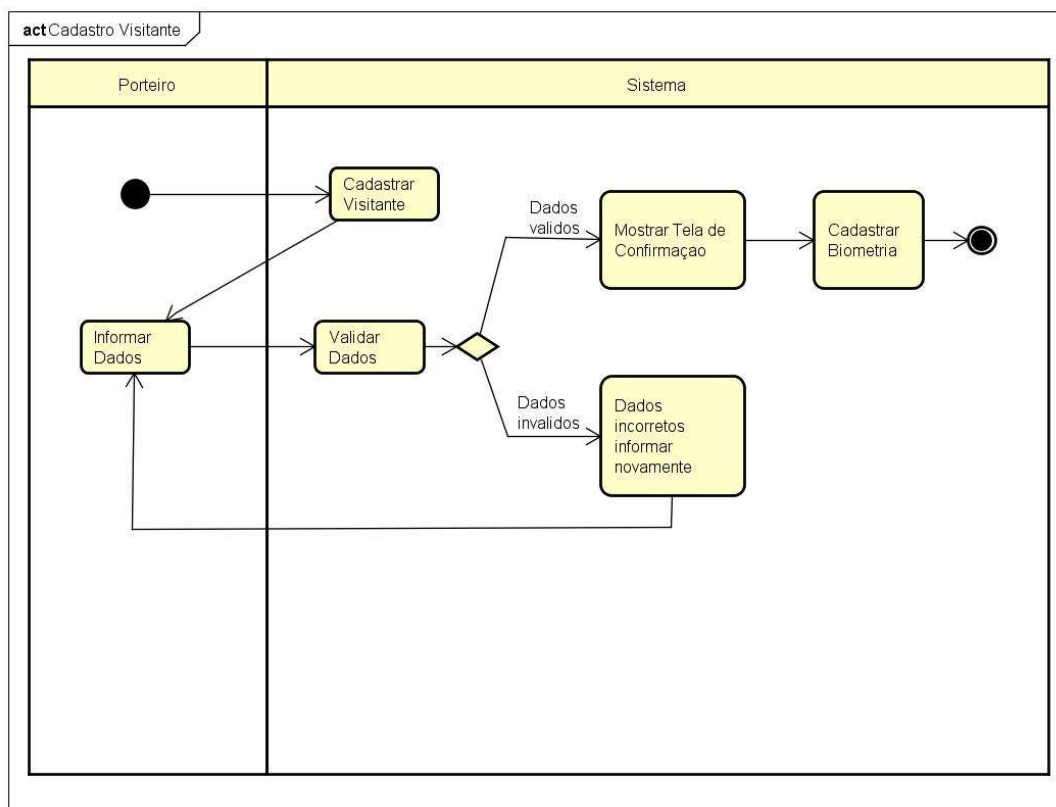 act Cadastro Visitante
Porteiro
Sistema
Cadastrar
Visitante
Dados
validos
Mostrar Tela de
Confirmaçao
Cadastrar
Biometria
Informar
Dados
Validar
Dados
Dados
invalidos
Dados
incorretos
informar
novamente